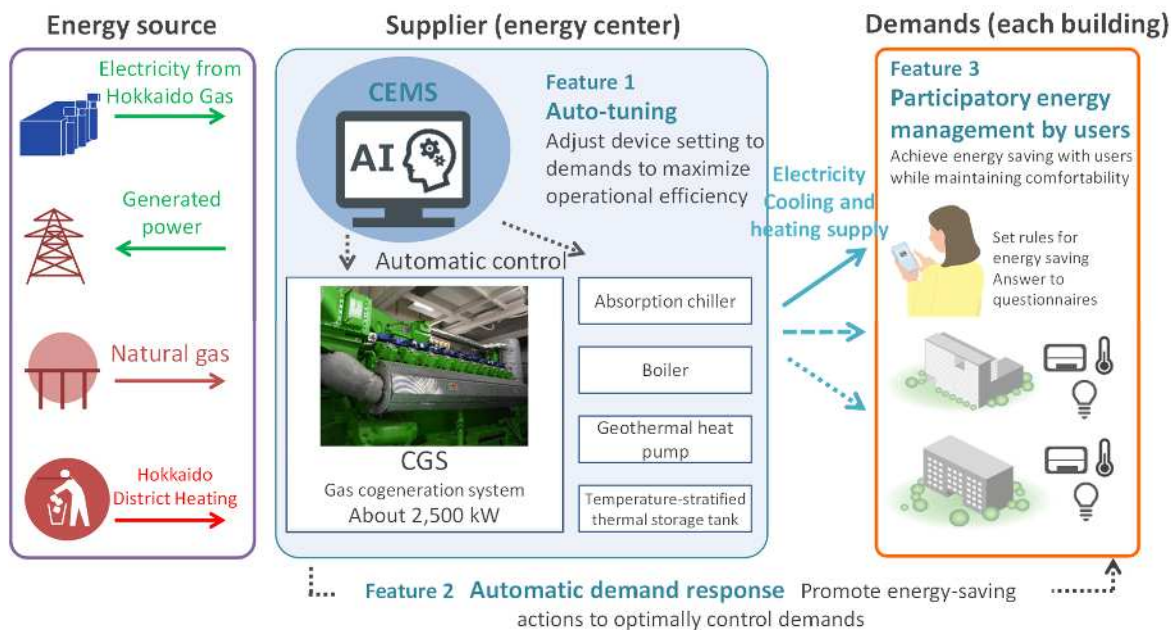 Energy source
Supplier (energy center)
Demands (each building)
Electricity from
Hokkaido Gas
Generated
power
Natural gas
Hokkaido
District Heating
CEMS
AI
Feature 1
Auto-tuning
Adjust device setting to
demands to maximize
operational efficiency
Automatic control
CGS
Gas cogeneration system
About 2,500 kW
Absorption chiller
Boiler
Geothermal heat
pump
Temperature-stratified
thermal storage tank
Electricity
Cooling and
heating supply
Feature 3
Participatory energy
management by users
Achieve energy saving with users
while maintaining comfortability
Set rules for
energy saving
Answer to
questionnaires
Feature 2 Automatic demand response Promote energy-saving
actions to optimally control demands